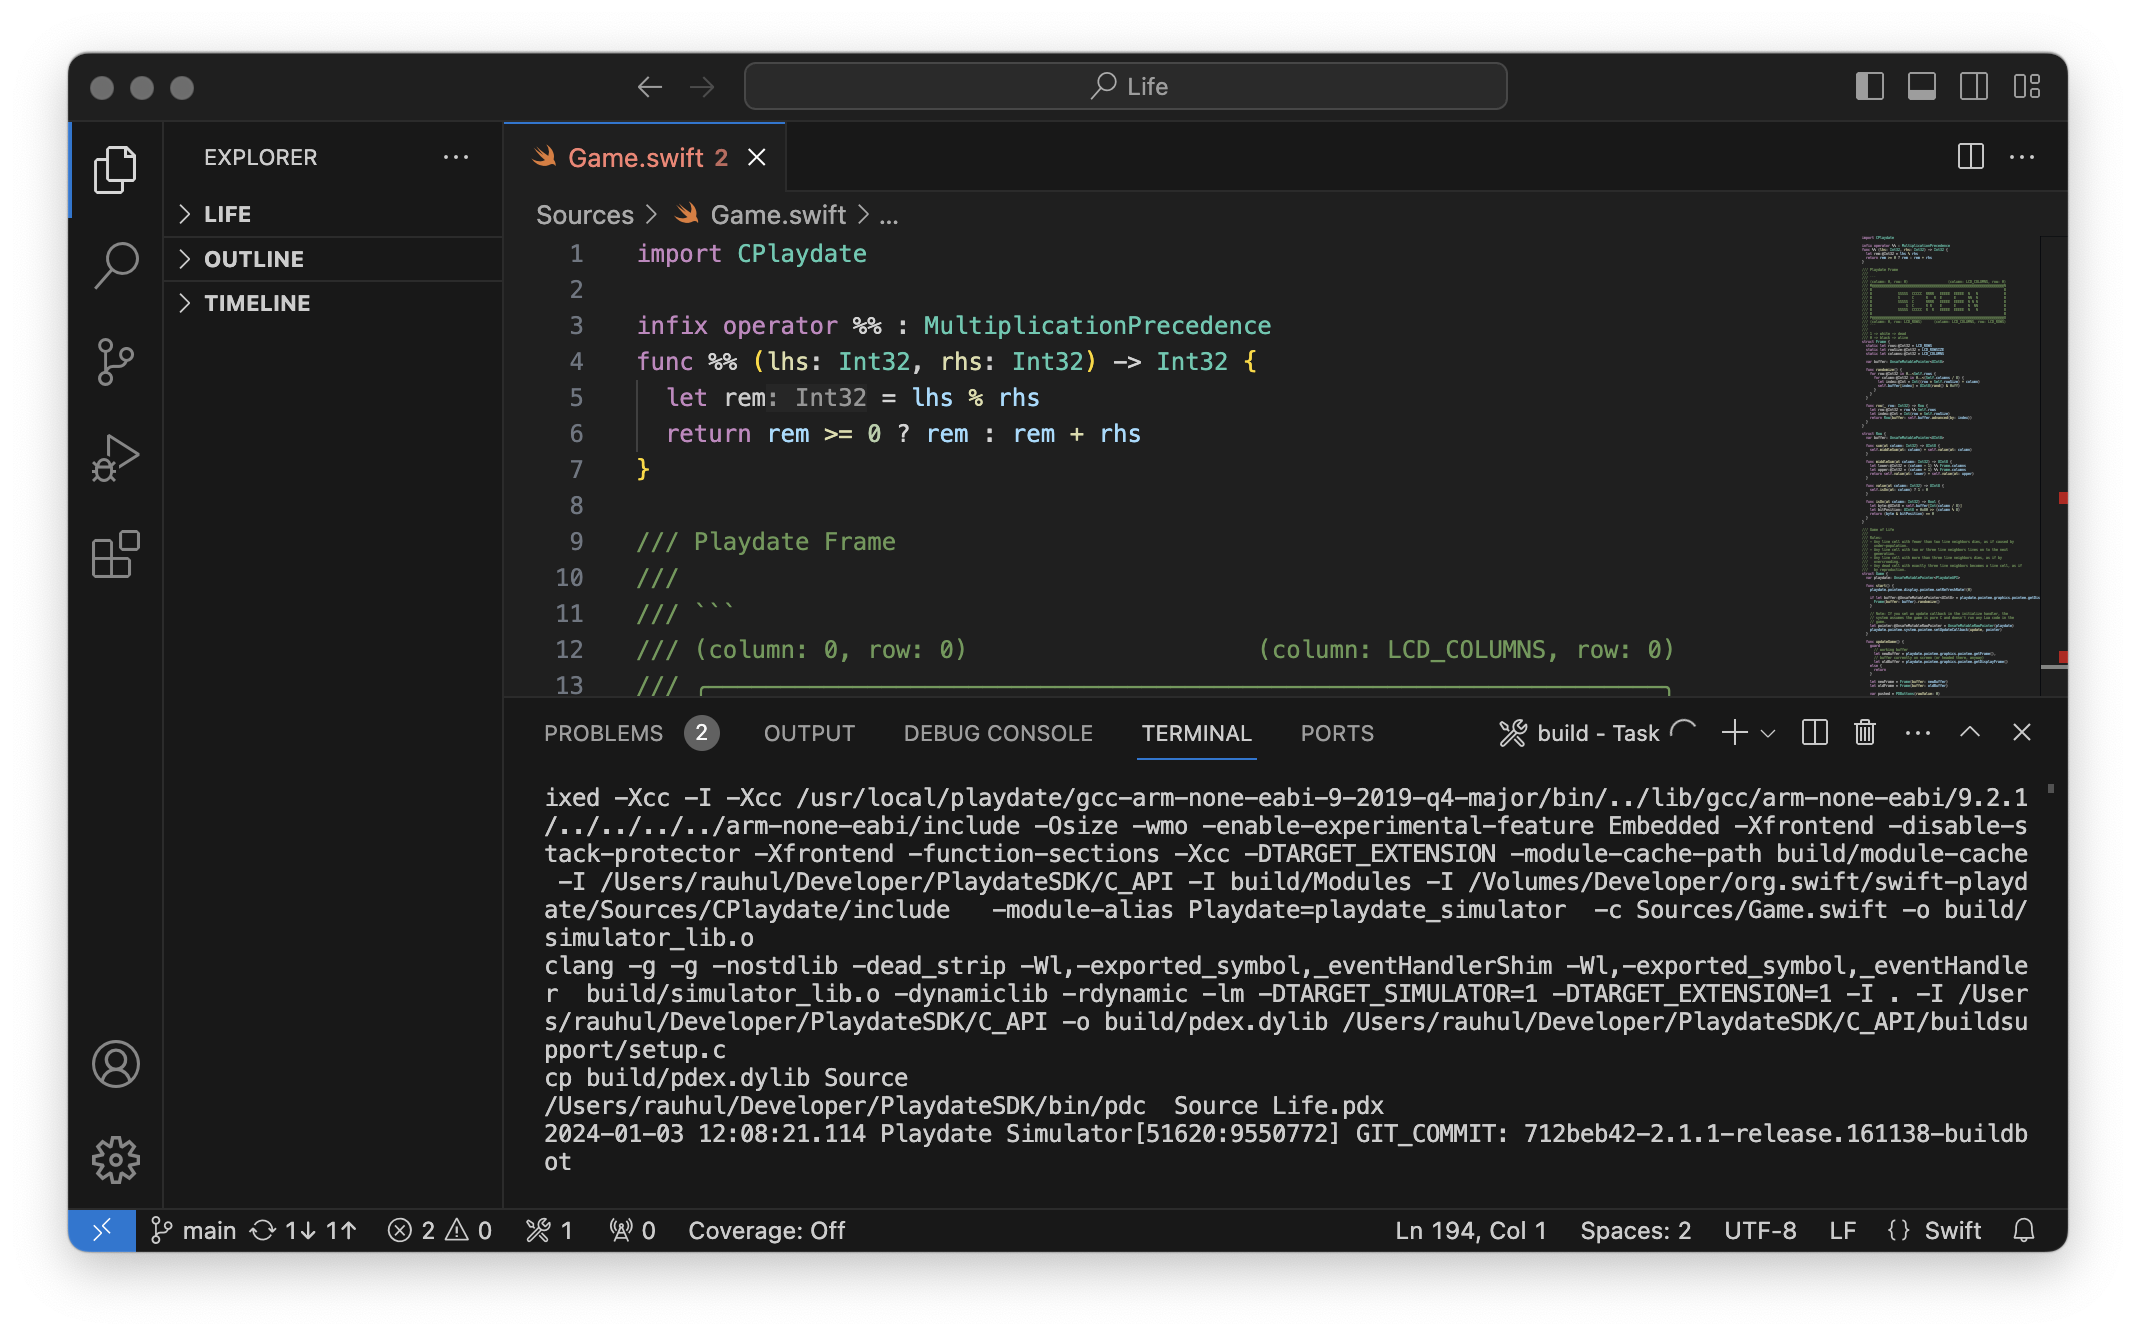 Life
EXPLORER
LIFE
OUTLINE
TIMELINE
Game.swift 2
Sources > Game.swift > ...
1 import CPlaydate
2
3 infix operator %% : MultiplicationPrecedence
4 func %% (lhs: Int32, rhs: Int32) -> Int32 {
5 let rem: Int32 = lhs % rhs
6 return rem >= 0 ? rem : rem + rhs
7 }
8
9 /// Playdate Frame
10 ///
11 /// ```
12 /// (column: 0, row: 0) (column: LCD_COLUMNS, row: 0)
13 ///
PROBLEMS 2 OUTPUT DEBUG CONSOLE TERMINAL PORTS build - Task
ixed -Xcc -I -Xcc /usr/local/playdate/gcc-arm-none-eabi-9-2019-q4-major/bin/../lib/gcc/arm-none-eabi/9.2.1
/../../../../arm-none-eabi/include -Osize -wmo -enable-experimental-feature Embedded -Xfrontend -disable-s
tack-protector -Xfrontend -function-sections -Xcc -DTARGET_EXTENSION -module-cache-path build/module-cache
-I /Users/rauhul/Developer/PlaydateSDK/C_API -I build/Modules -I /Volumes/Developer/org.swift/swift-playd
ate/Sources/CPlaydate/include -module-alias Playdate=playdate_simulator -c Sources/Game.swift -o build/
simulator_lib.o
clang -g -g -nostdlib -dead_strip -Wl,-exported_symbol,_eventHandlerShim -Wl,-exported_symbol,_eventHandle
r build/simulator_lib.o -dynamiclib -rdynamic -lm -DTARGET_SIMULATOR=1 -DTARGET_EXTENSION=1 -I . -I /User
s/rauhul/Developer/PlaydateSDK/C_API -o build/pdex.dylib /Users/rauhul/Developer/PlaydateSDK/C_API/buildsu
pport/setup.c
cp build/pdex.dylib Source
/Users/rauhul/Developer/PlaydateSDK/bin/pdc Source Life.pdx
2024-01-03 12:08:21.114 Playdate Simulator[51620:9550772] GIT_COMMIT: 712beb42-2.1.1-release.161138-buildb
ot
main 1↓ 1↑ 2 0 1 0 Coverage: Off Ln 194, Col 1 Spaces: 2 UTF-8 LF {} Swift